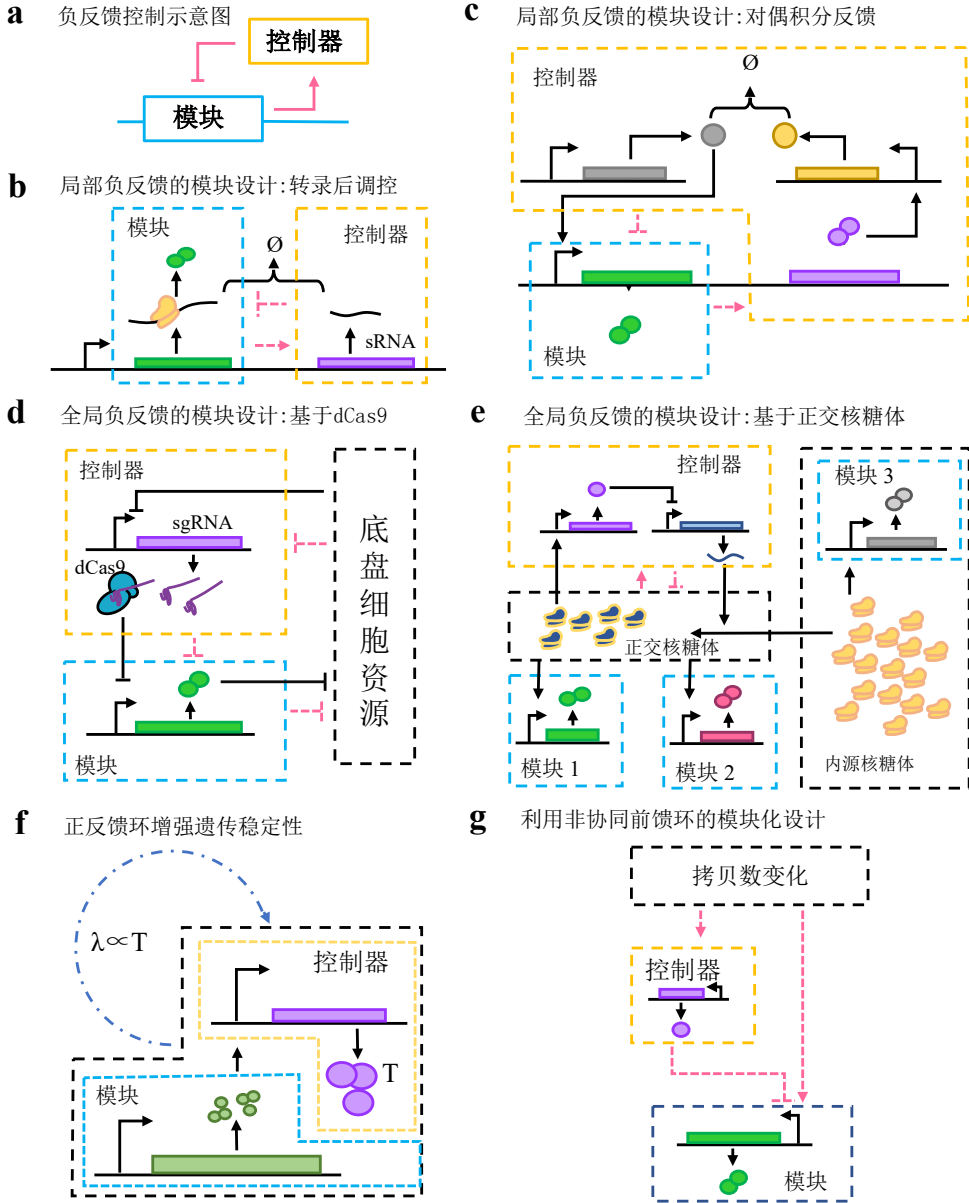 a 负反馈控制示意图
控制器
模块
b 局部负反馈的模块设计:转录后调控
模块
控制器
Ø
sRNA
c 局部负反馈的模块设计:对偶积分反馈
控制器
Ø
模块
d 全局负反馈的模块设计:基于dCas9
控制器
sgRNA
dCas9
模块
底盘细胞资源
e 全局负反馈的模块设计:基于正交核糖体
控制器
模块 3
正交核糖体
模块 1
模块 2
内源核糖体
f 正反馈环增强遗传稳定性
λ∝T
控制器
T
模块
g 利用非协同前馈环的模块化设计
拷贝数变化
控制器
模块